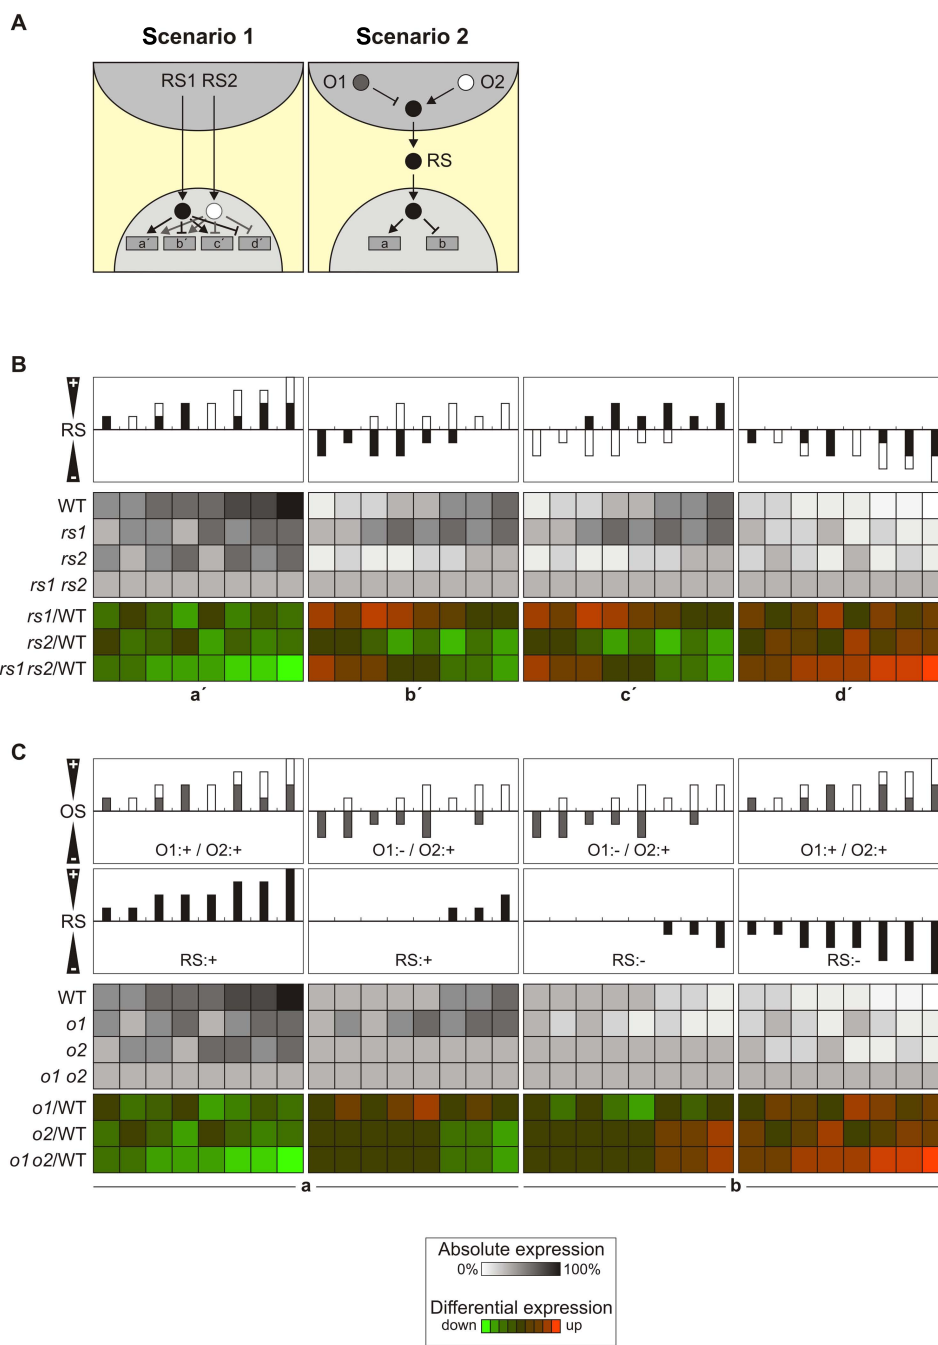 A
Scenario 1
Scenario 2
RS1 RS2
O1
O2
RS
a´ b´ c´ d´
a b
B
+
RS
-
WT
rs1
rs2
rs1 rs2
rs1/WT
rs2/WT
rs1 rs2/WT
a´ b´ c´ d´
C
+
OS
-
O1:+ / O2:+
O1:- / O2:+
O1:- / O2:+
O1:+ / O2:+
+
RS
-
RS:+
RS:+
RS:-
RS:-
WT
o1
o2
o1 o2
o1/WT
o2/WT
o1 o2/WT
a b
Absolute expression
0% 100%
Differential expression
down up